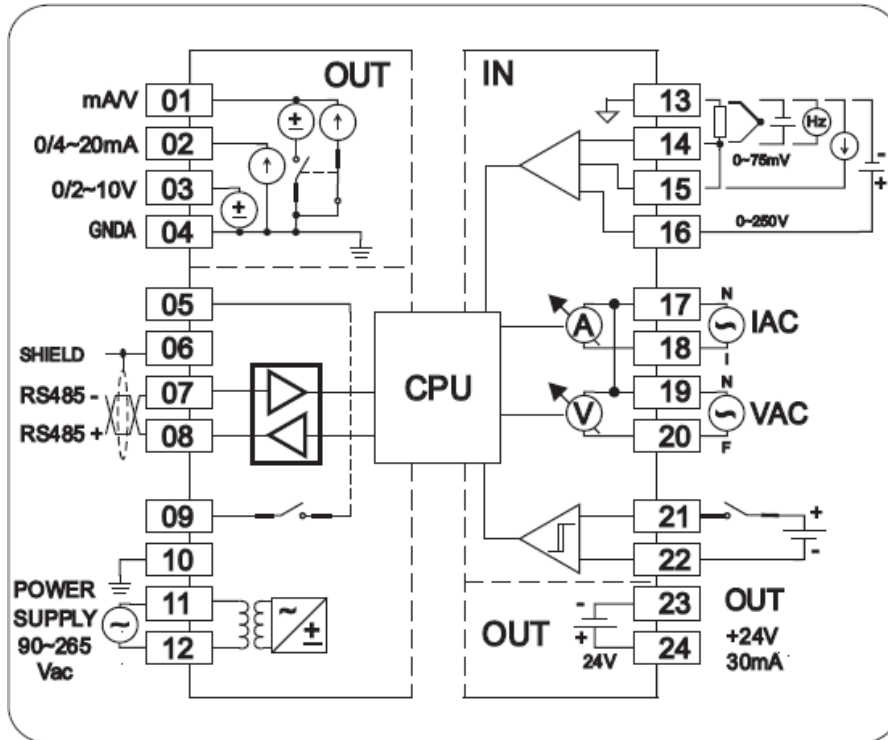 OUT
IN
mA/V 01
0/4~20mA 02
0/2~10V 03
GNDA 04
05
SHIELD 06
RS485 - 07
RS485 + 08
09
10
POWER
SUPPLY
90~265
Vac
11
12
CPU
13
14
15
16
Hz
0~75mV
0~250V
-
+
A
V
17 N
18 I
IAC
19 N
20 F
VAC
21 +
22 -
23
24
OUT
-
+
24V
OUT
+24V
30mA